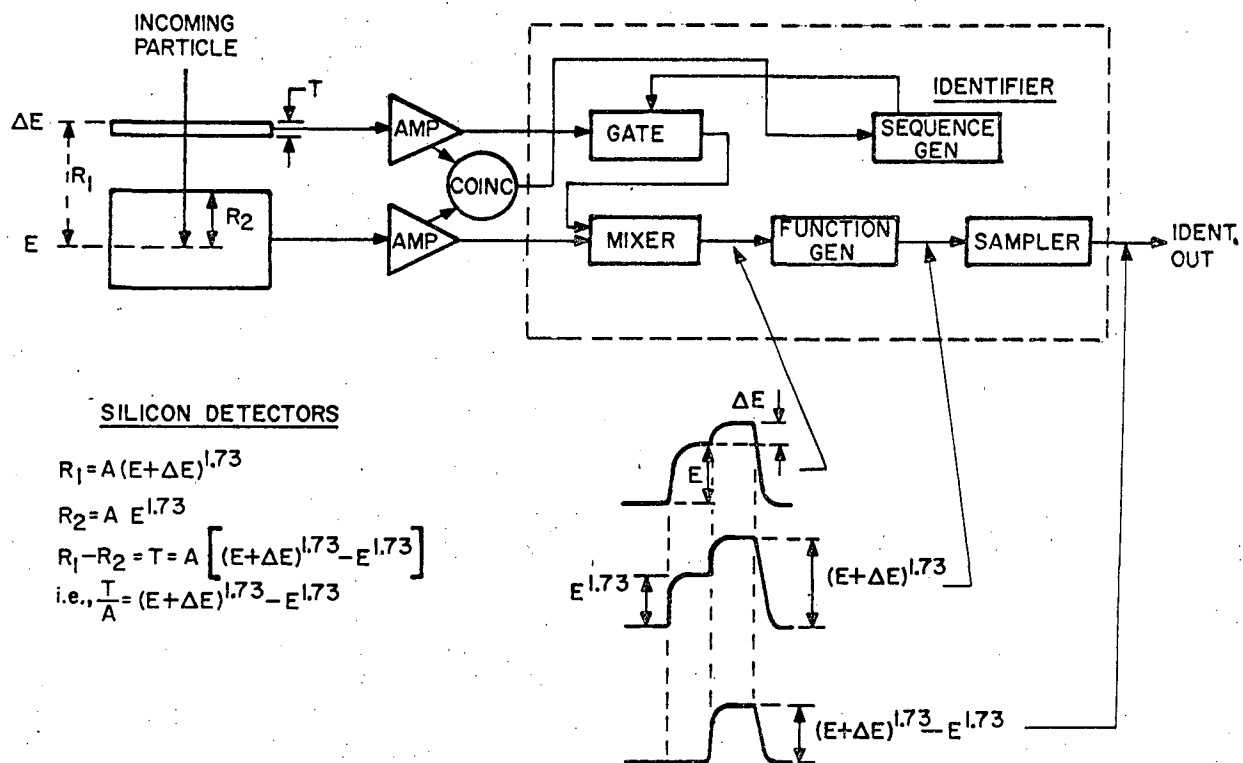 INCOMING
PARTICLE
T
ΔE
R₁
R₂
E
AMP
AMP
COINC
IDENTIFIER
GATE
SEQUENCE
GEN
MIXER
FUNCTION
GEN
SAMPLER
IDENT.
OUT
SILICON DETECTORS
R₁=A(E+ΔE)^1.73
R₂=A E^1.73
R₁-R₂=T=A[(E+ΔE)^1.73-E^1.73]
i.e., T/A=(E+ΔE)^1.73-E^1.73
ΔE
E
E^1.73
(E+ΔE)^1.73
(E+ΔE)^1.73-E^1.73